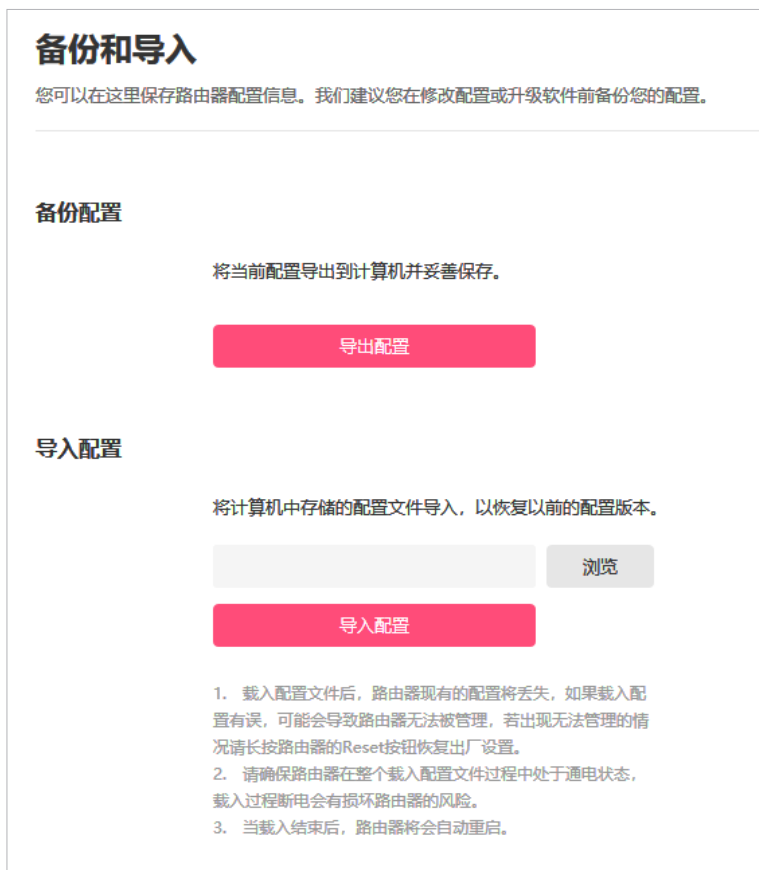 备份和导入
您可以在这里保存路由器配置信息。我们建议您在修改配置或升级软件前备份您的配置。
备份配置
将当前配置导出到计算机并妥善保存。
导出配置
导入配置
将计算机中存储的配置文件导入，以恢复以前的配置版本。
浏览
导入配置
1. 载入配置文件后，路由器现有的配置将丢失，如果载入配
置有误，可能会导致路由器无法被管理，若出现无法管理的情
况请长按路由器的Reset按钮恢复出厂设置。
2. 请确保路由器在整个载入配置文件过程中处于通电状态，
载入过程断电会有损坏路由器的风险。
3. 当载入结束后，路由器将会自动重启。